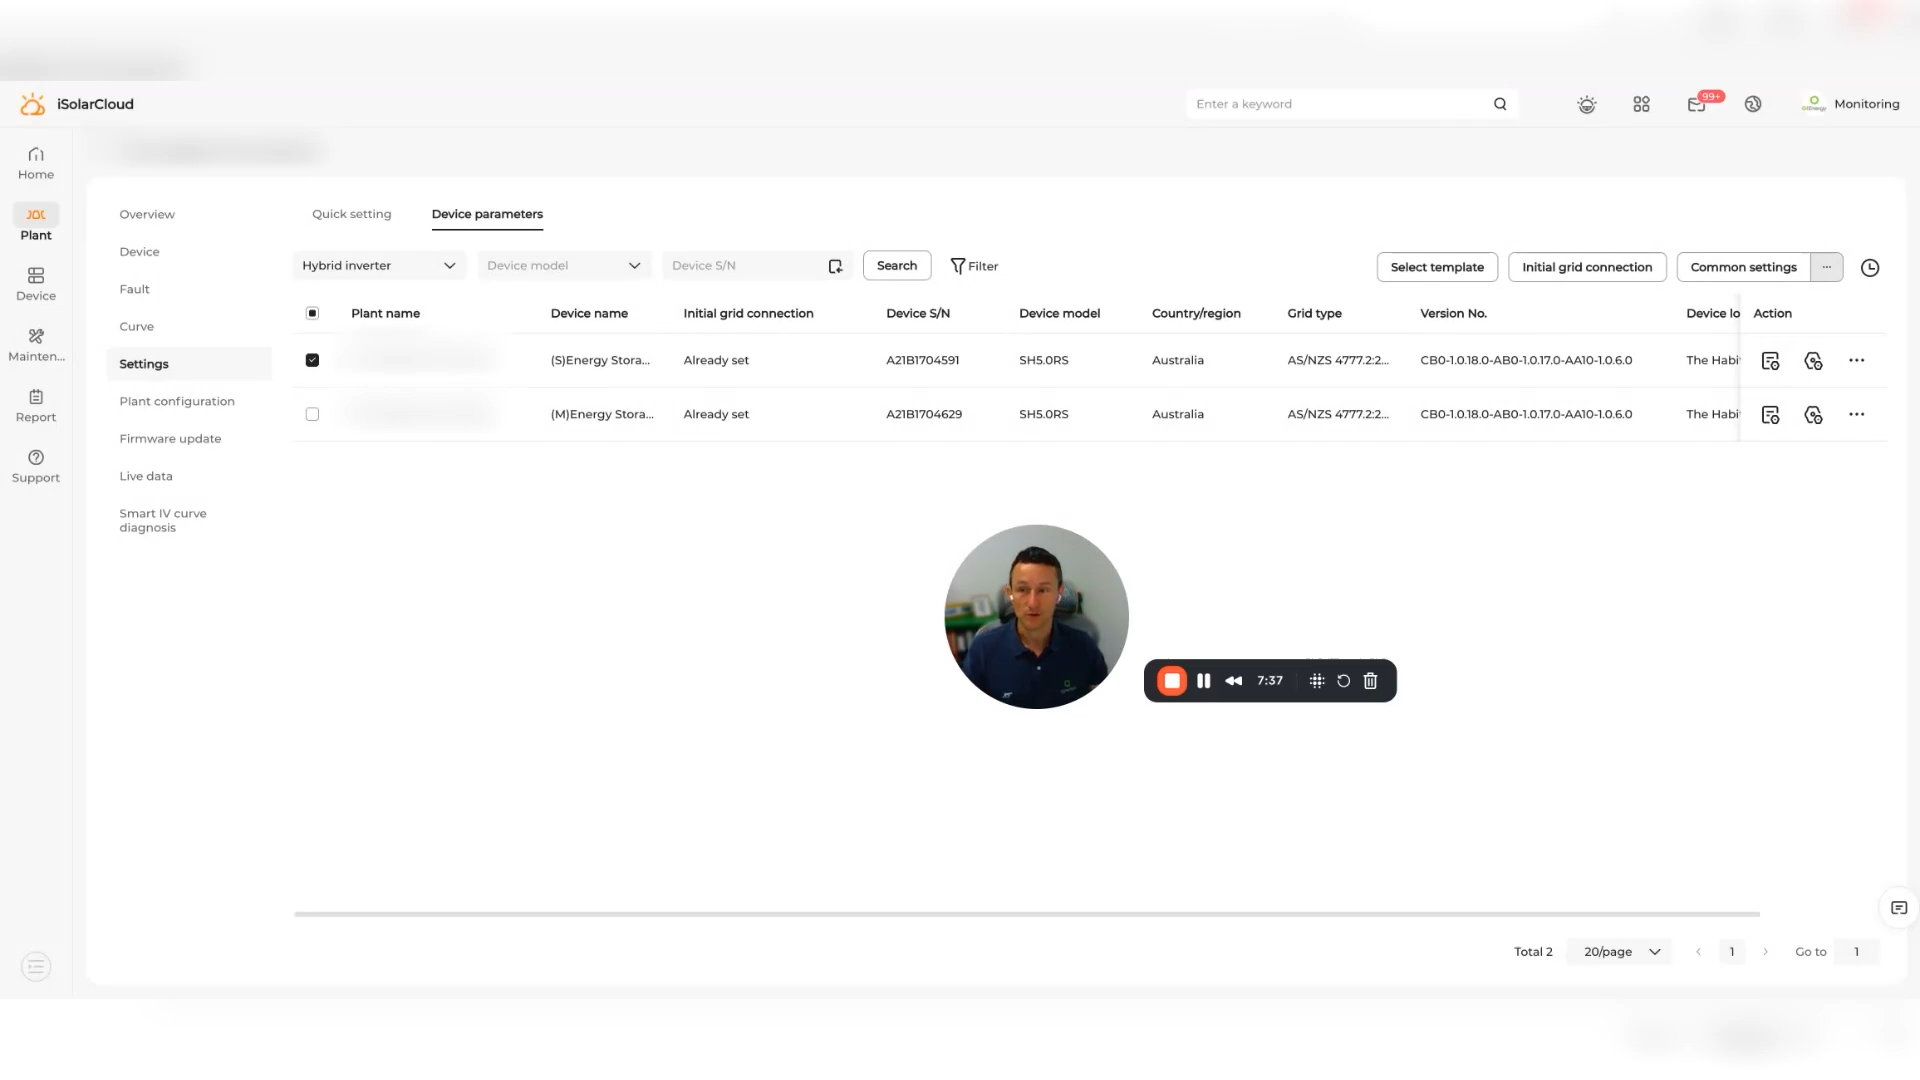 iSolarCloud
Enter a keyword
99+
Monitoring
Home
Plant
Device
Mainten...
Report
Support
Overview
Device
Fault
Curve
Settings
Plant configuration
Firmware update
Live data
Smart IV curve
diagnosis
Quick setting
Device parameters
Hybrid inverter
Device model
Device S/N
Search
Filter
Select template
Initial grid connection
Common settings
...
Plant name
Device name
Initial grid connection
Device S/N
Device model
Country/region
Grid type
Version No.
Device lo
Action
(S)Energy Stora...
Already set
A21B1704591
SH5.0RS
Australia
AS/NZS 4777.2:2...
CB0-1.0.18.0-AB0-1.0.17.0-AA10-1.0.6.0
The Habi
...
(M)Energy Stora...
Already set
A21B1704629
SH5.0RS
Australia
AS/NZS 4777.2:2...
CB0-1.0.18.0-AB0-1.0.17.0-AA10-1.0.6.0
The Habi
...
7:37
Total 2
20/page
1
Go to
1